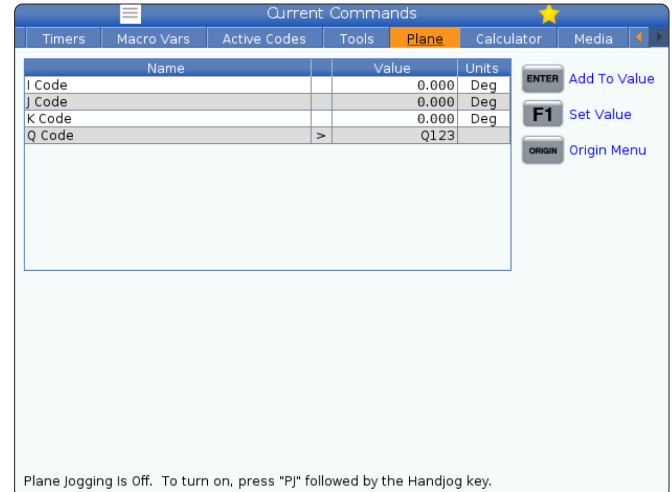 Current Commands
Timers Macro Vars Active Codes Tools Plane Calculator Media
Name Value Units
I Code 0.000 Deg
J Code 0.000 Deg
K Code 0.000 Deg
Q Code > Q123
ENTER Add To Value
F1 Set Value
ORIGIN Origin Menu
Plane Jogging Is Off. To turn on, press "PJ" followed by the Handjog key.